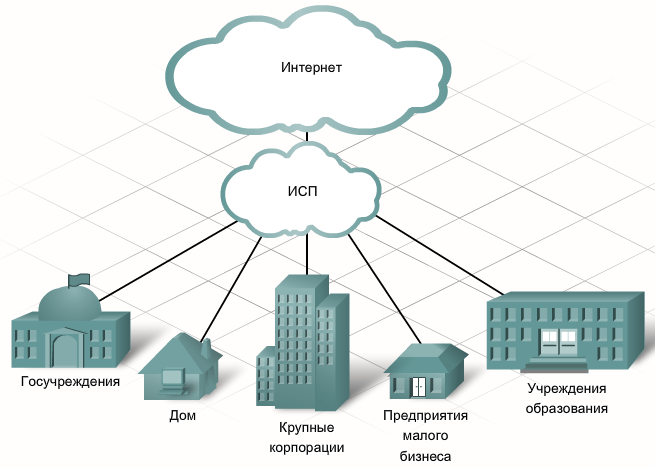 Интернет
ИСП
Госучреждения
Дом
Крупные
корпорации
Предприятия
малого
бизнеса
Учреждения
образования